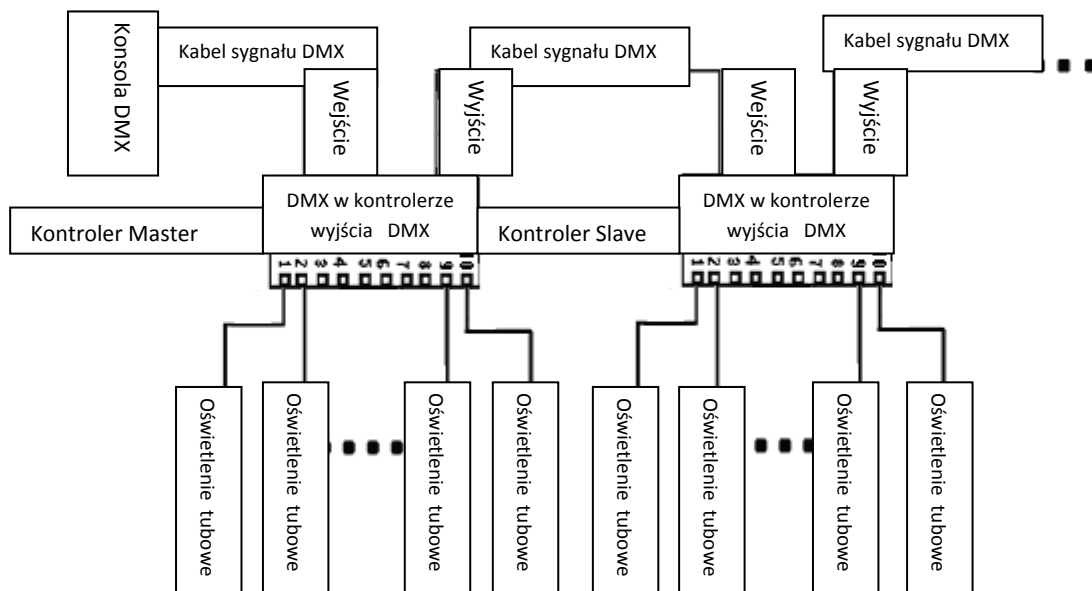 Konsola DMX
Kabel sygnału DMX
Kabel sygnału DMX
Kabel sygnału DMX
Wejście
Wyjście
Wejście
Wyjście
Kontroler Master
DMX w kontrolerze
wyjścia DMX
Kontroler Slave
DMX w kontrolerze
wyjścia DMX
1 2 3 4 5 6 7 8 9 10
1 2 3 4 5 6 7 8 9 10
Oświetlenie tubowe
Oświetlenie tubowe
Oświetlenie tubowe
Oświetlenie tubowe
Oświetlenie tubowe
Oświetlenie tubowe
Oświetlenie tubowe
Oświetlenie tubowe